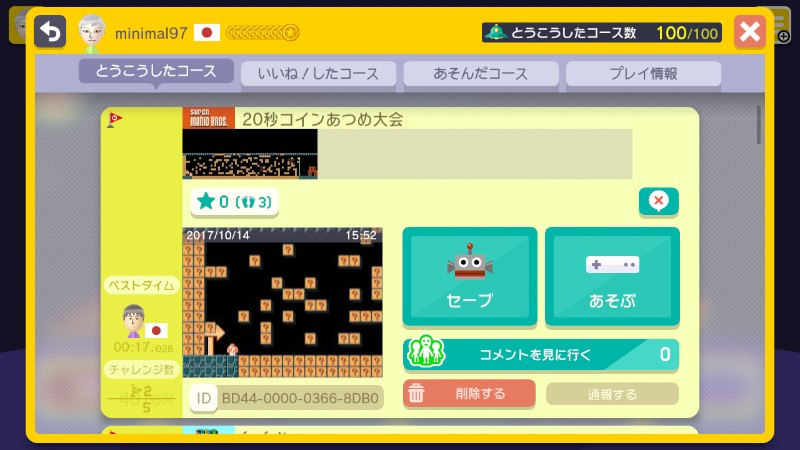 minimal97
とうこうしたコース数 100/100
とうこうしたコース いいね!したコース あそんだコース プレイ情報
SUPER MARIO BROS. 20秒コインあつめ大会
0 ( 3)
2017/10/14 15:52
ベストタイム
00:17.028
チャレンジ数
2
5
セーブ
あそぶ
コメントを見に行く 0
ID BD44-0000-0366-8DB0
削除する
通報する